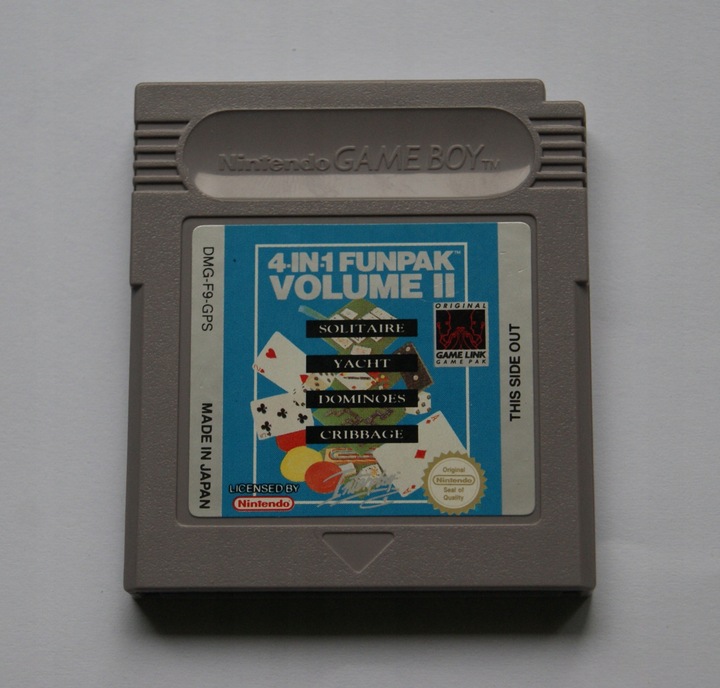 Nintendo GAME BOY TM
DMG-F9-GPS
MADE IN JAPAN
4-IN-1 FUNPAK™
VOLUME II
SOLITAIRE
YACHT
DOMINOES
CRIBBAGE
ORIGINAL
GAME LINK
GAME PAK
THIS SIDE OUT
LICENSED BY
Nintendo
Original
Nintendo
Seal of
Quality